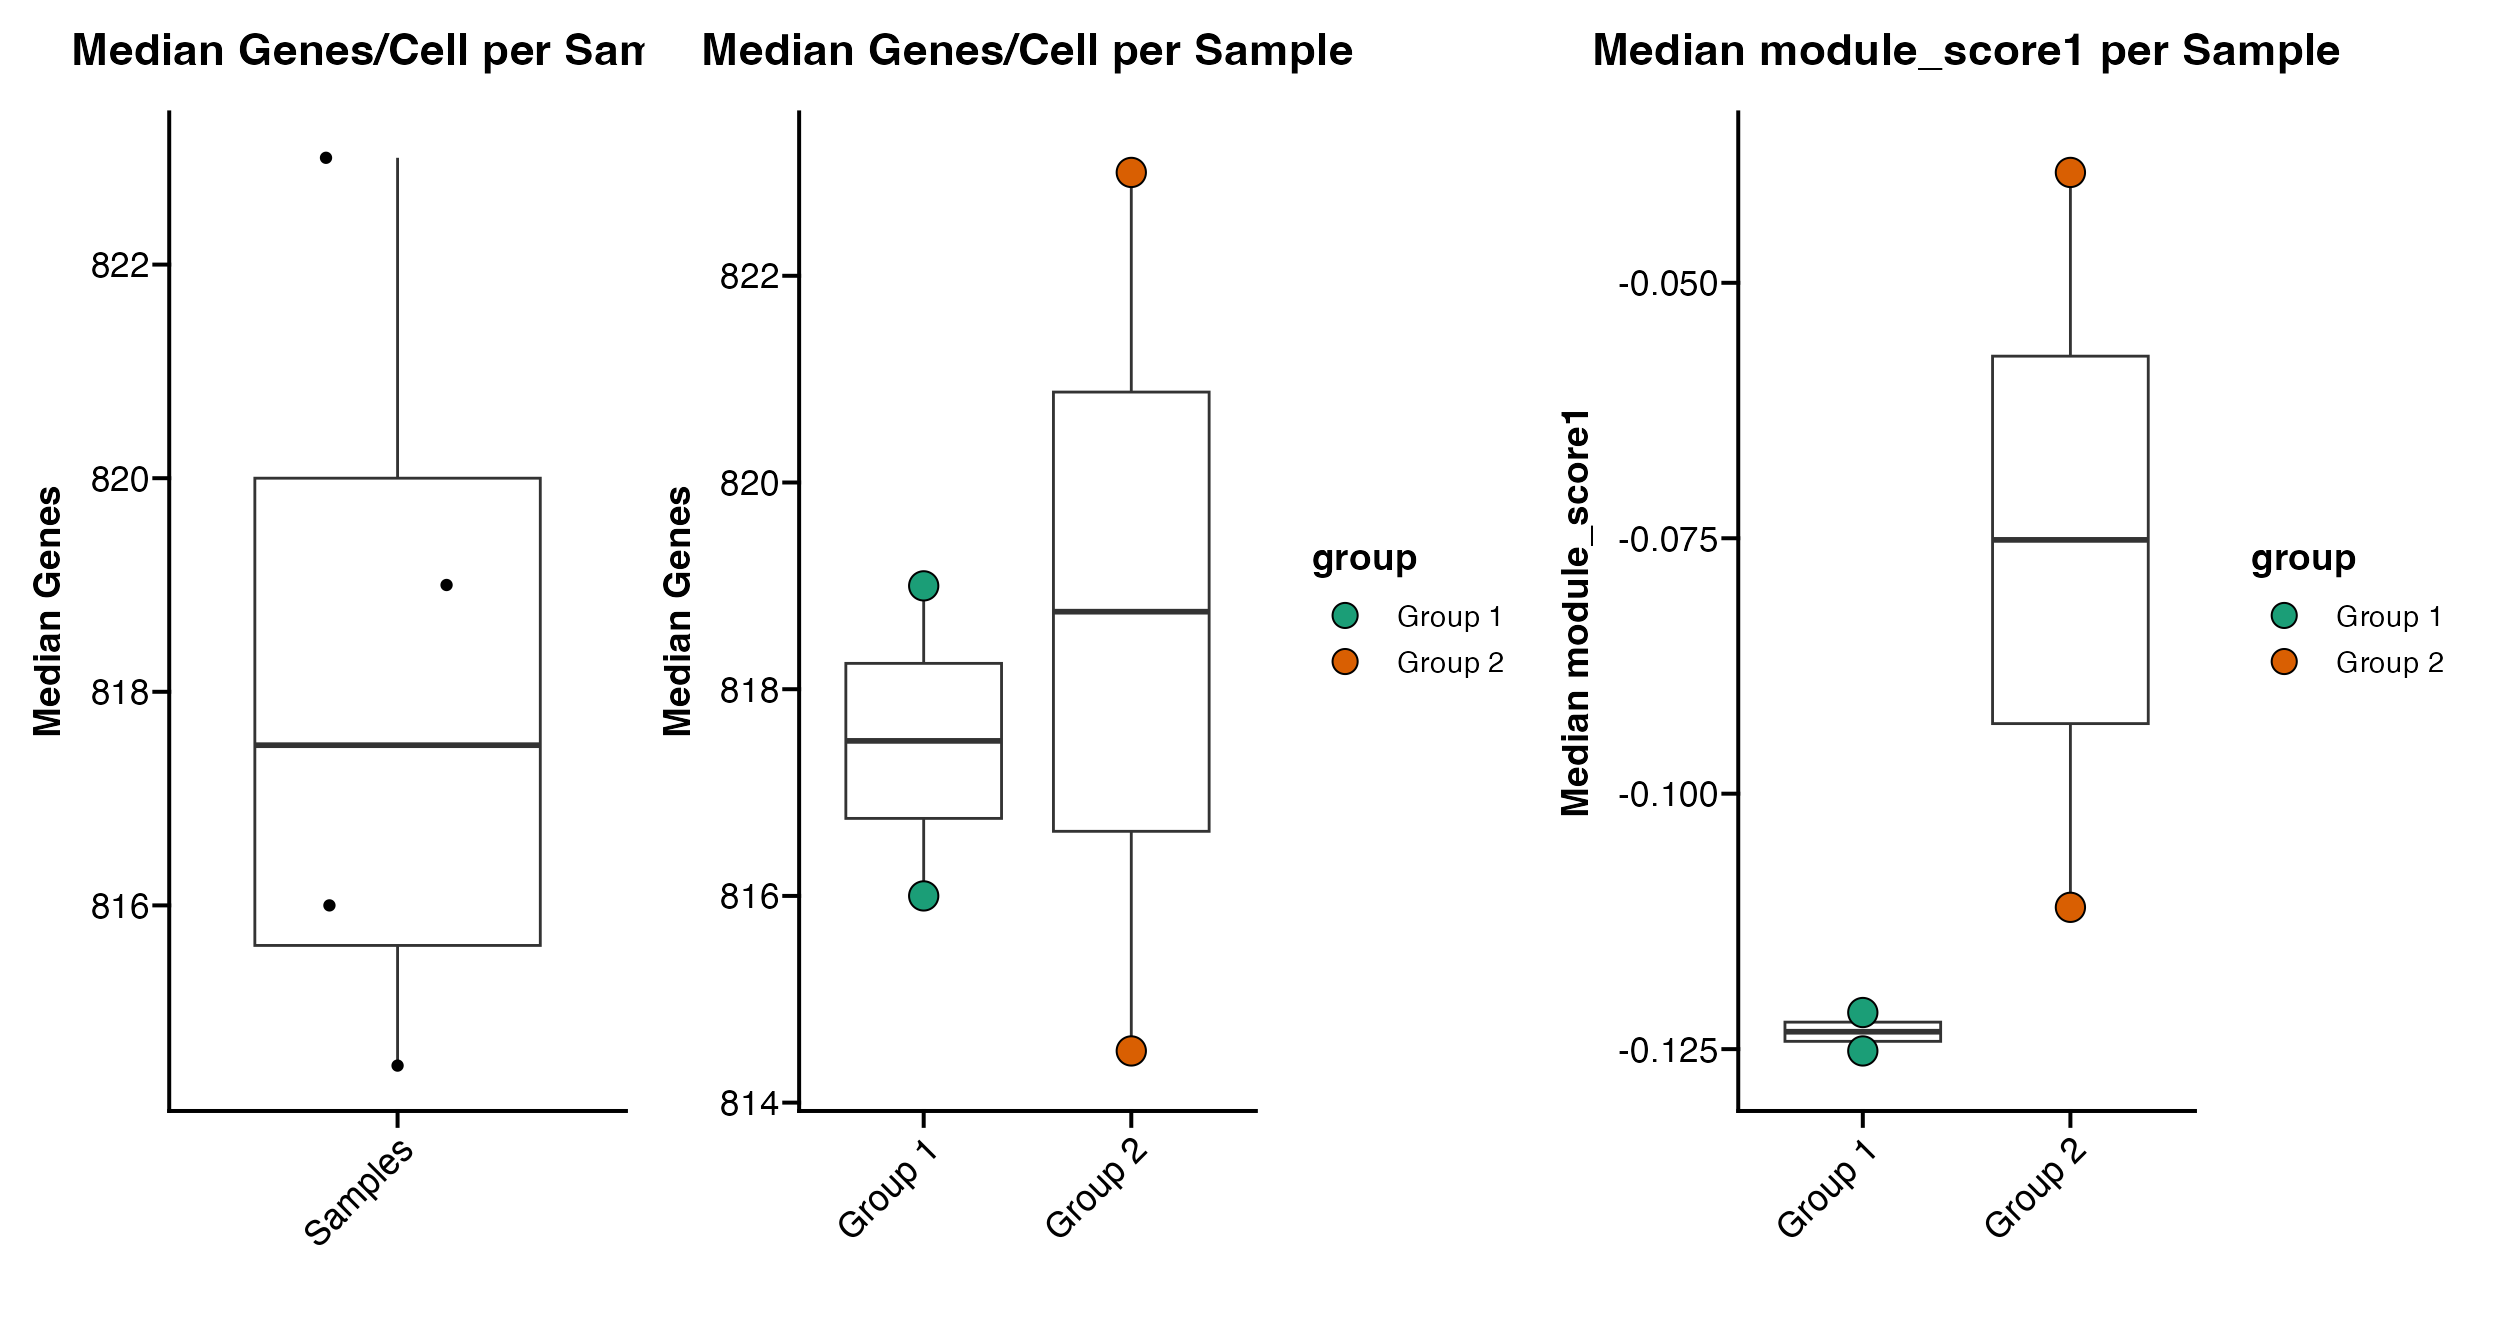 Median Genes/Cell per Sam
Median Genes
822
820
818
816
Samples
Median Genes/Cell per Sample
Median Genes
822
820
818
816
814
Group 1
Group 2
group
Group 1
Group 2
Median module_score1 per Sample
Median module_score1
-0.050
-0.075
-0.100
-0.125
Group 1
Group 2
group
Group 1
Group 2